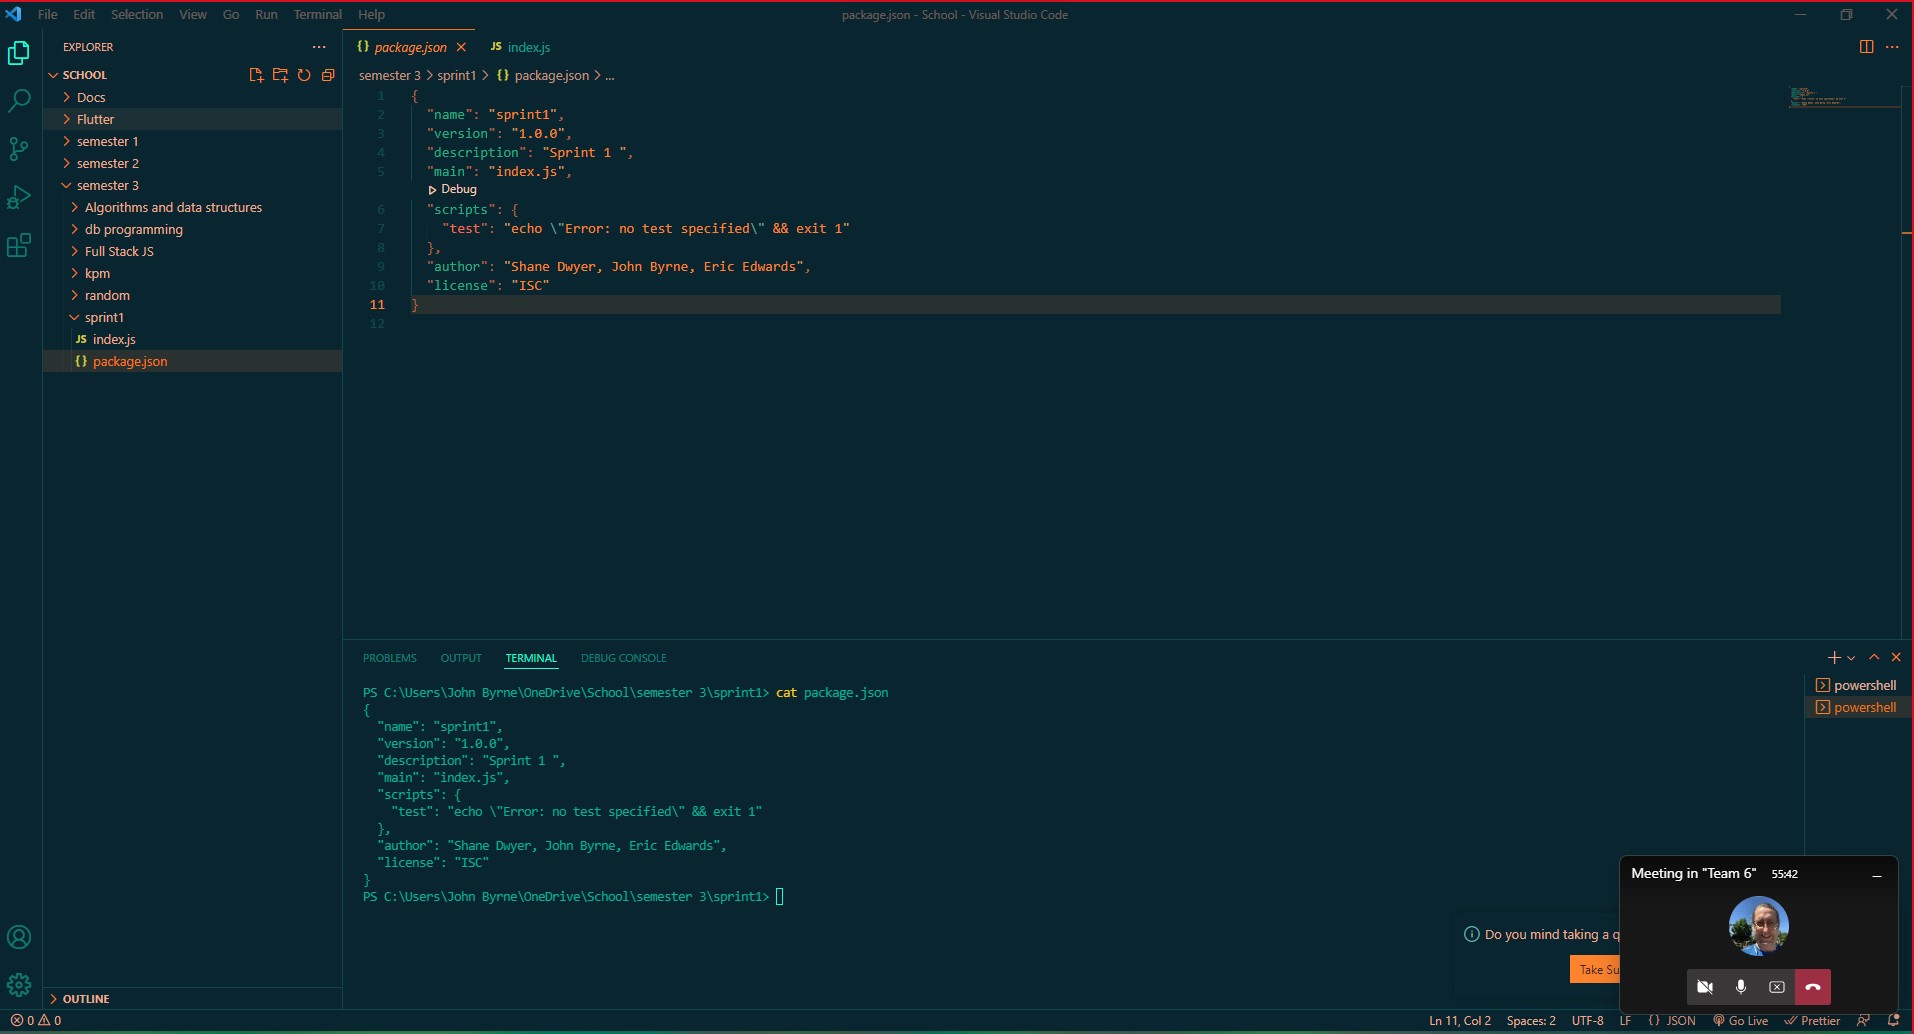 File Edit Selection View Go Run Terminal Help
package.json - School - Visual Studio Code
EXPLORER
SCHOOL
Docs
Flutter
semester 1
semester 2
semester 3
Algorithms and data structures
db programming
Full Stack JS
kpm
random
sprint1
JS index.js
{} package.json
OUTLINE
{} package.json
JS index.js
semester 3 > sprint1 > {} package.json > ...
1 {
2 "name": "sprint1",
3 "version": "1.0.0",
4 "description": "Sprint 1 ",
5 "main": "index.js",
Debug
6 "scripts": {
7 "test": "echo \"Error: no test specified\" && exit 1"
8 },
9 "author": "Shane Dwyer, John Byrne, Eric Edwards",
10 "license": "ISC"
11 }
12
PROBLEMS OUTPUT TERMINAL DEBUG CONSOLE
PS C:\Users\John Byrne\OneDrive\School\semester 3\sprint1> cat package.json
{
"name": "sprint1",
"version": "1.0.0",
"description": "Sprint 1 ",
"main": "index.js",
"scripts": {
"test": "echo \"Error: no test specified\" && exit 1"
},
"author": "Shane Dwyer, John Byrne, Eric Edwards",
"license": "ISC"
}
PS C:\Users\John Byrne\OneDrive\School\semester 3\sprint1>
powershell
powershell
Meeting in "Team 6" 55:42
Do you mind taking a q
Take Su
0 0
Ln 11, Col 2 Spaces: 2 UTF-8 LF {} JSON Go Live Prettier